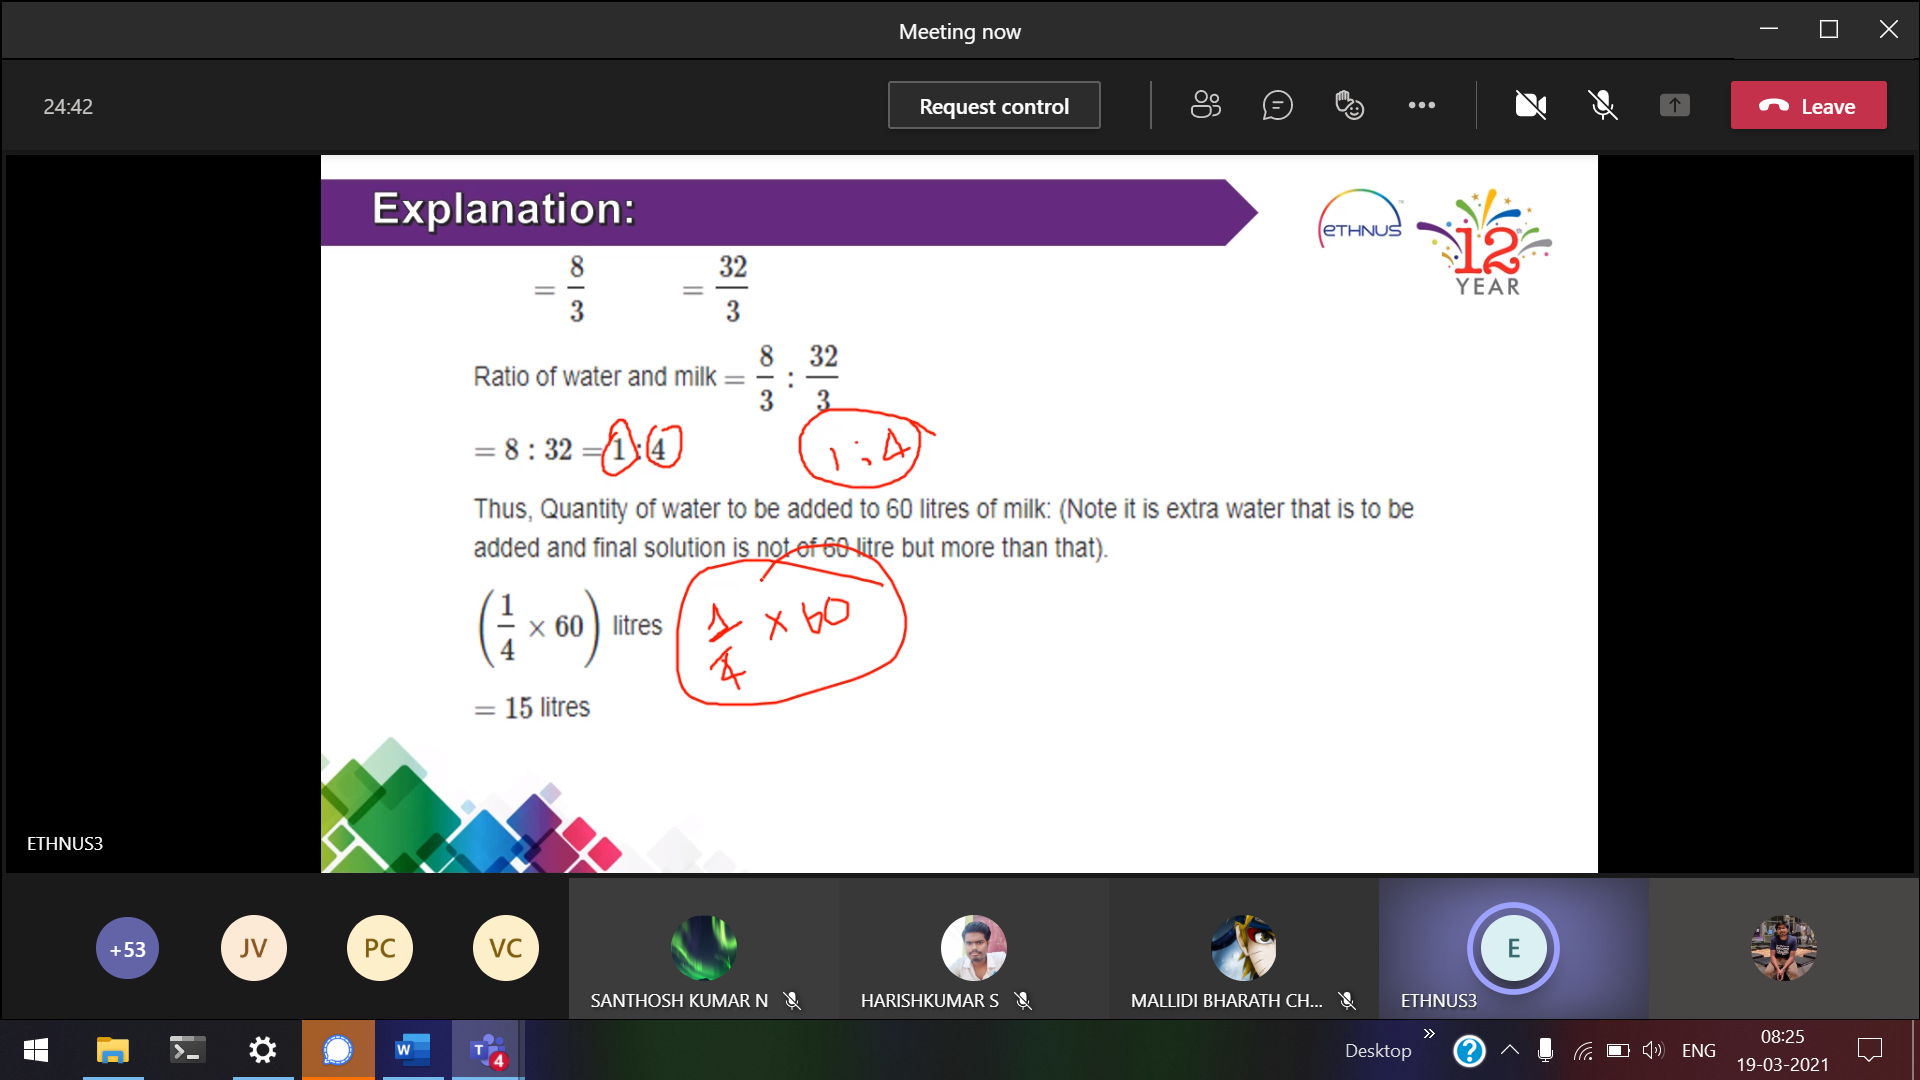 Meeting now
24:42
Request control
Leave
Explanation:
ETHNUS
12th
YEAR
= 8/3 = 32/3
Ratio of water and milk = 8/3 : 32/3
= 8 : 32 = 1 : 4
1 : 4
Thus, Quantity of water to be added to 60 litres of milk: (Note it is extra water that is to be
added and final solution is not of 60 litre but more than that).
(1/4 × 60) litres
1/4 × 60
= 15 litres
ETHNUS3
+53
JV
PC
VC
SANTHOSH KUMAR N
HARISHKUMAR S
MALLIDI BHARATH CH...
E
ETHNUS3
W
T
4
Desktop
»
?
ENG
08:25
19-03-2021